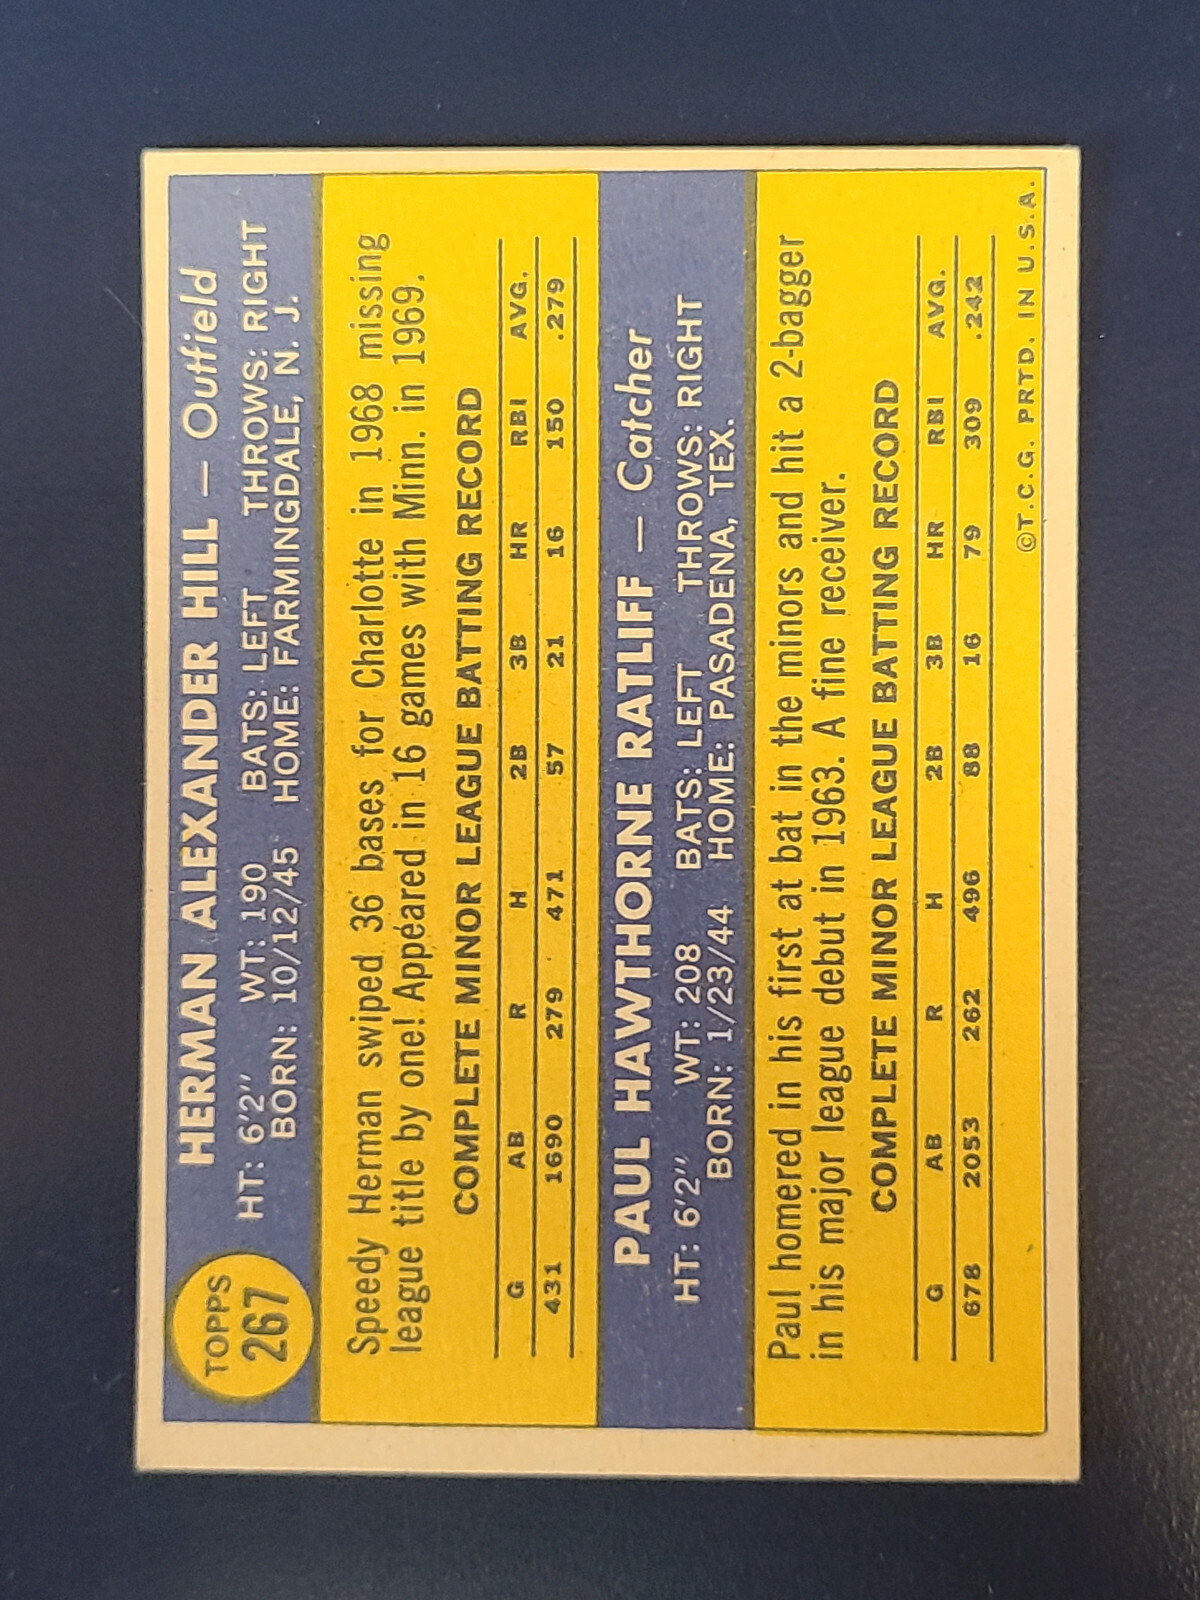 TOPPS
267
HERMAN ALEXANDER HILL — Outfield
HT: 6'2" WT: 190 BATS: LEFT THROWS: RIGHT
BORN: 10/12/45 HOME: FARMINGDALE, N. J.
Speedy Herman swiped 36 bases for Charlotte in 1968 missing
league title by one! Appeared in 16 games with Minn. in 1969.
COMPLETE MINOR LEAGUE BATTING RECORD
G AB R H 2B 3B HR RBI AVG.
431 1690 279 471 57 21 16 150 .279
PAUL HAWTHORNE RATLIFF — Catcher
HT: 6'2" WT: 208 BATS: LEFT THROWS: RIGHT
BORN: 1/23/44 HOME: PASADENA, TEX.
Paul homered in his first at bat in the minors and hit a 2-bagger
in his major league debut in 1963. A fine receiver.
COMPLETE MINOR LEAGUE BATTING RECORD
G AB R H 2B 3B HR RBI AVG.
678 2053 262 496 88 16 79 309 .242
©T.C.G. PRTD. IN U.S.A.